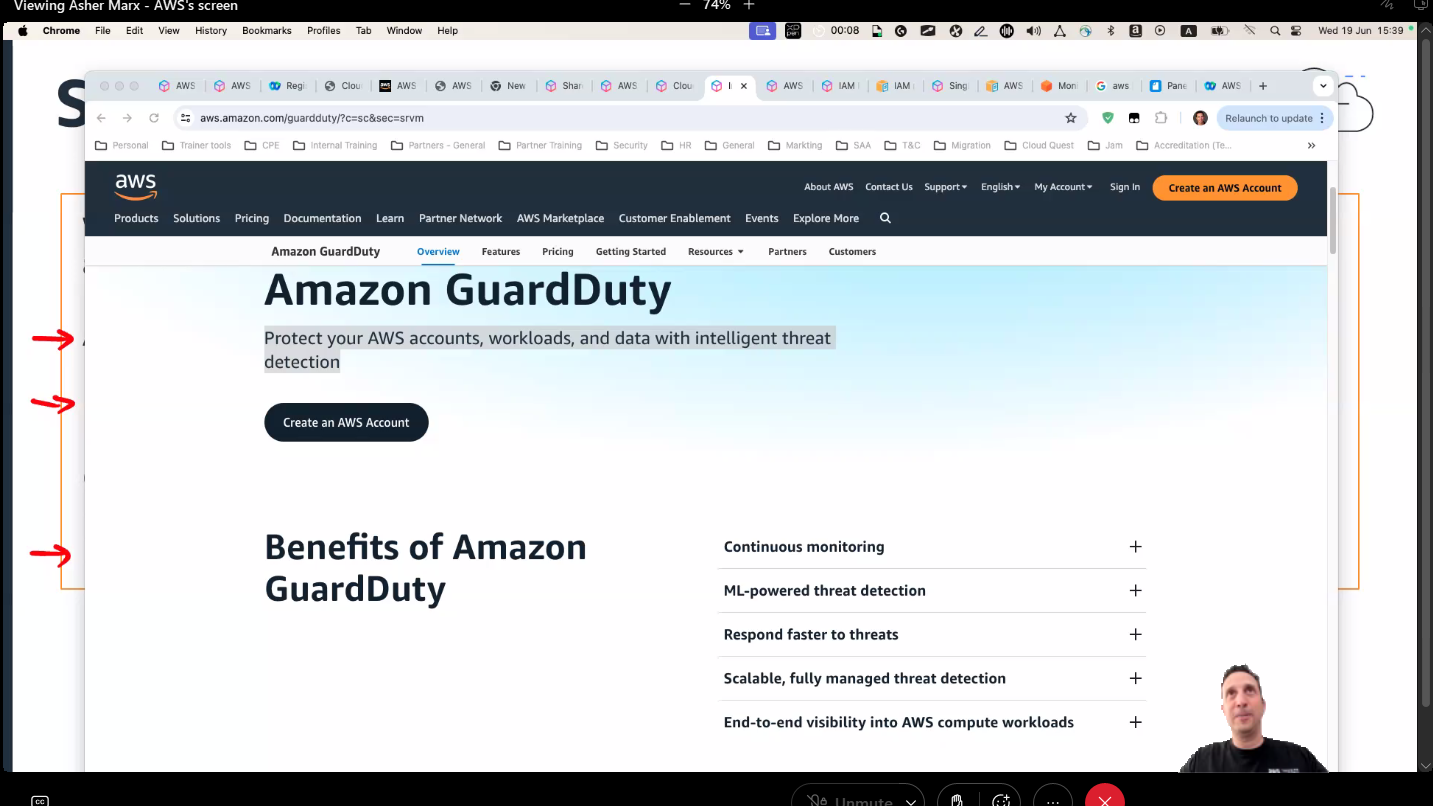 Viewing Asher Marx - AWS's screen
74%
Chrome File Edit View History Bookmarks Profiles Tab Window Help
00:08
A
Wed 19 Jun 15:39
S
AWS AWS Regi Clou AWS AWS New Shar AWS Clou I AWS IAM IAM Sing AWS Moni aws Pane AWS
aws.amazon.com/guardduty/?c=sc&sec=srvm
Relaunch to update
Personal Trainer tools CPE Internal Training Partners - General Partner Training Security HR General Markting SAA T&C Migration Cloud Quest Jam Accreditation (Te...
aws
About AWS Contact Us Support English My Account Sign In Create an AWS Account
Products Solutions Pricing Documentation Learn Partner Network AWS Marketplace Customer Enablement Events Explore More
Amazon GuardDuty Overview Features Pricing Getting Started Resources Partners Customers
Amazon GuardDuty
Protect your AWS accounts, workloads, and data with intelligent threat
detection
Create an AWS Account
Benefits of Amazon
GuardDuty
Continuous monitoring
ML-powered threat detection
Respond faster to threats
Scalable, fully managed threat detection
End-to-end visibility into AWS compute workloads
CC
Unmute